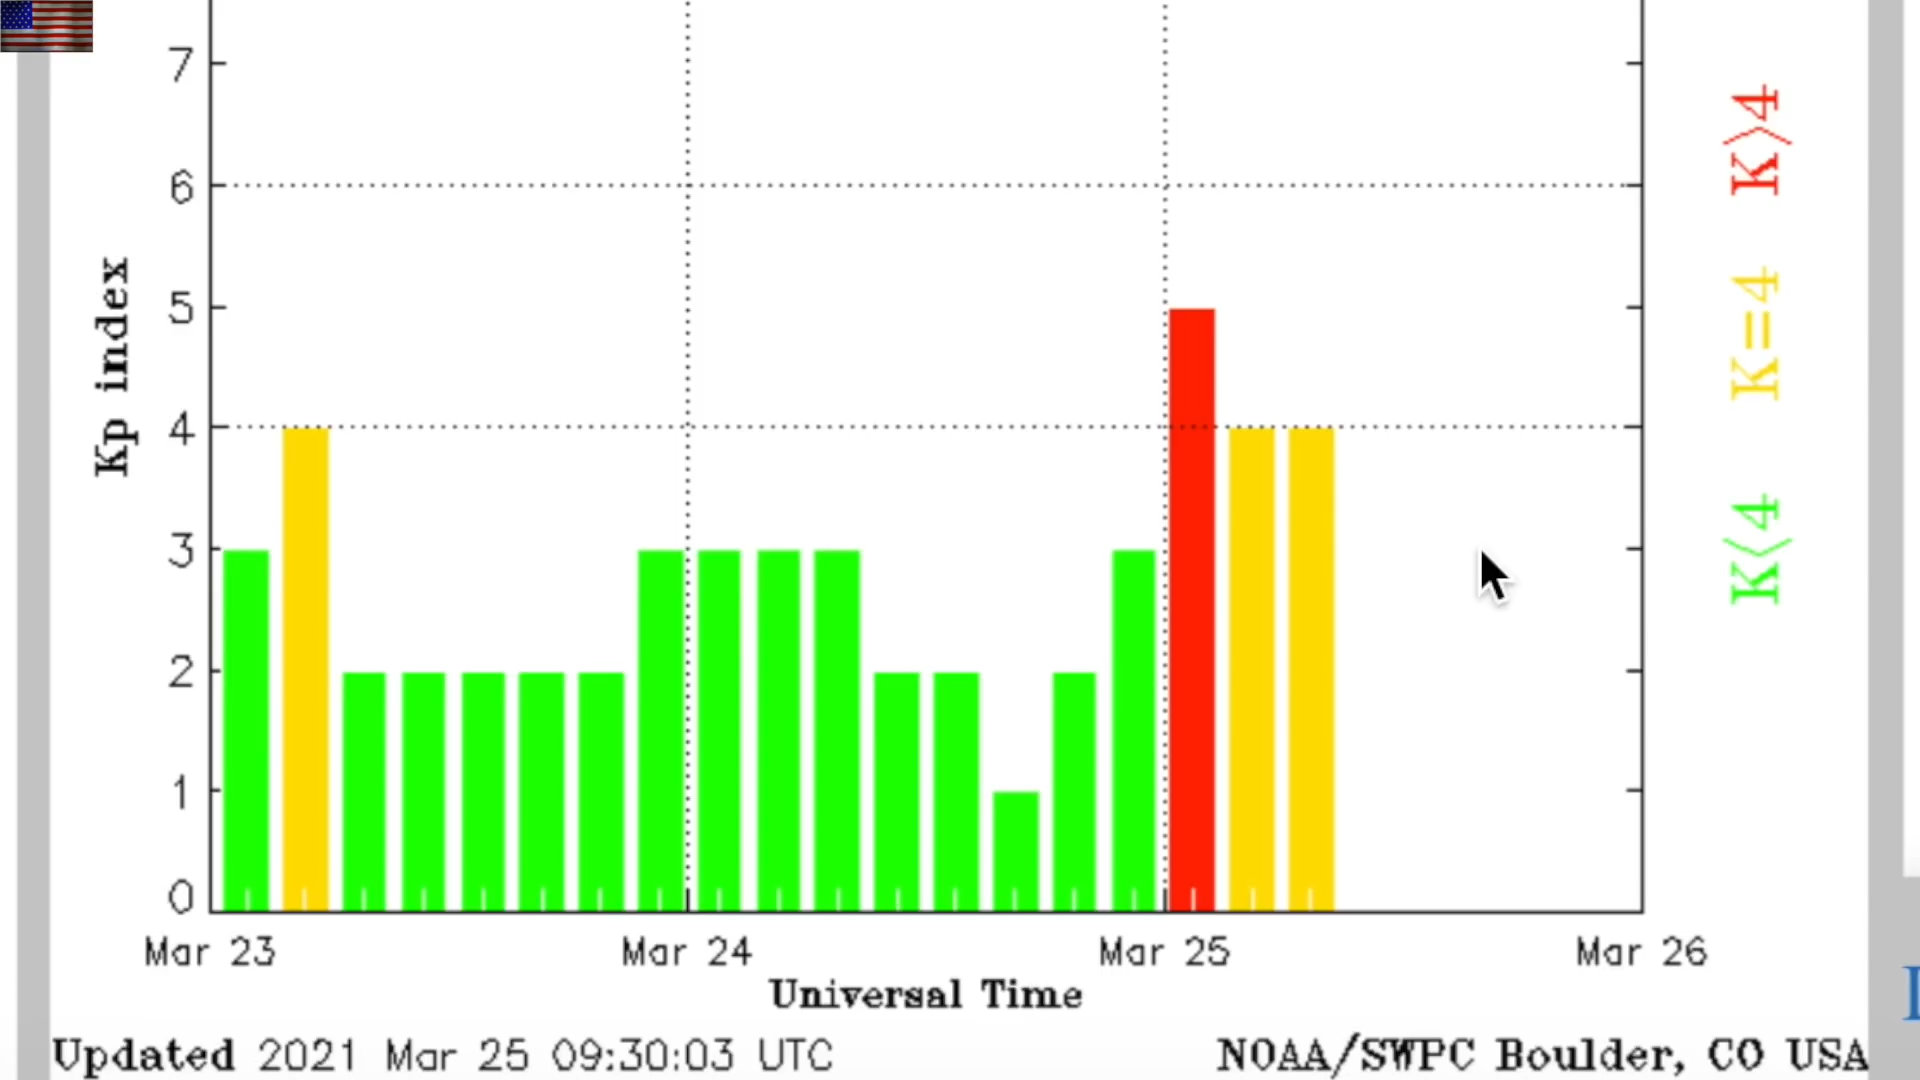 7
6
5
4
3
2
1
0
Kp index
K>4
K=4
K<4
Mar 23 Mar 24 Mar 25 Mar 26
Universal Time
Updated 2021 Mar 25 09:30:03 UTC NOAA/SWPC Boulder, CO USA